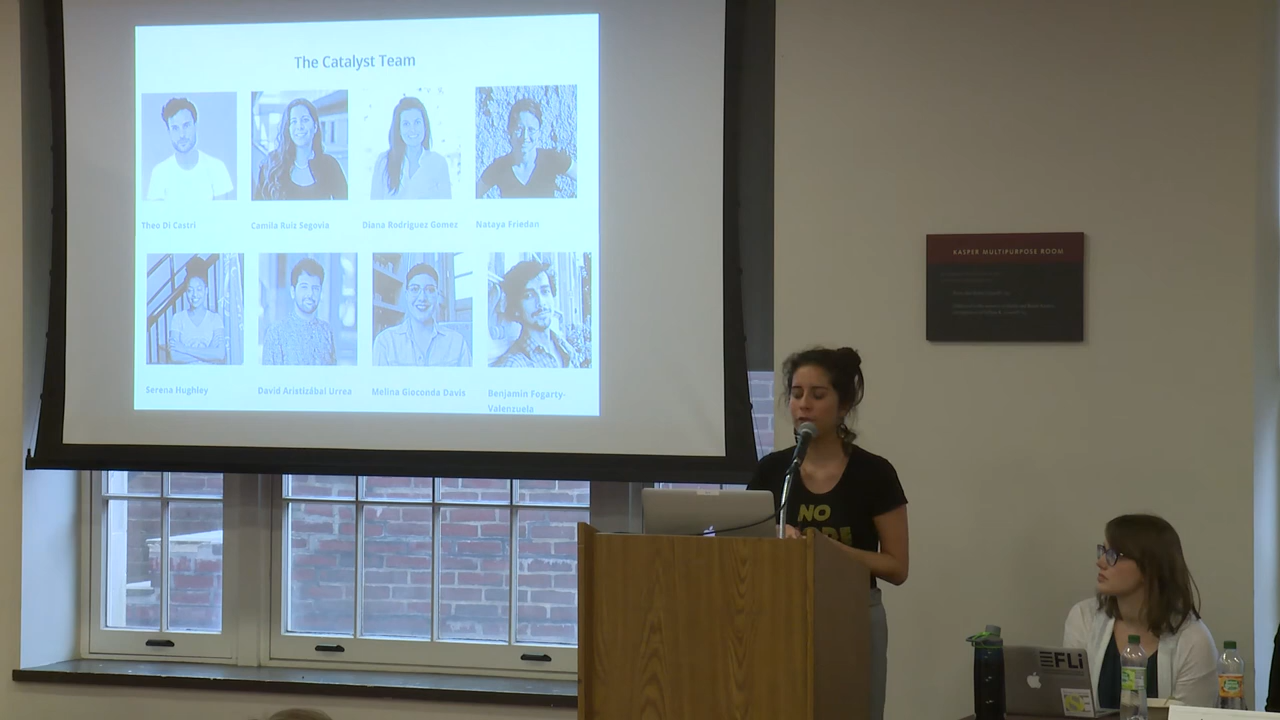 The Catalyst Team
Theo Di Castri
Camila Ruiz Segovia
Diana Rodríguez Gomez
Nataya Friedan
Serena Hughley
David Aristizábal Urrea
Melina Gioconda Davis
Benjamin Fogarty-
Valenzuela
KASPER MULTIPURPOSE ROOM
NO
FLi